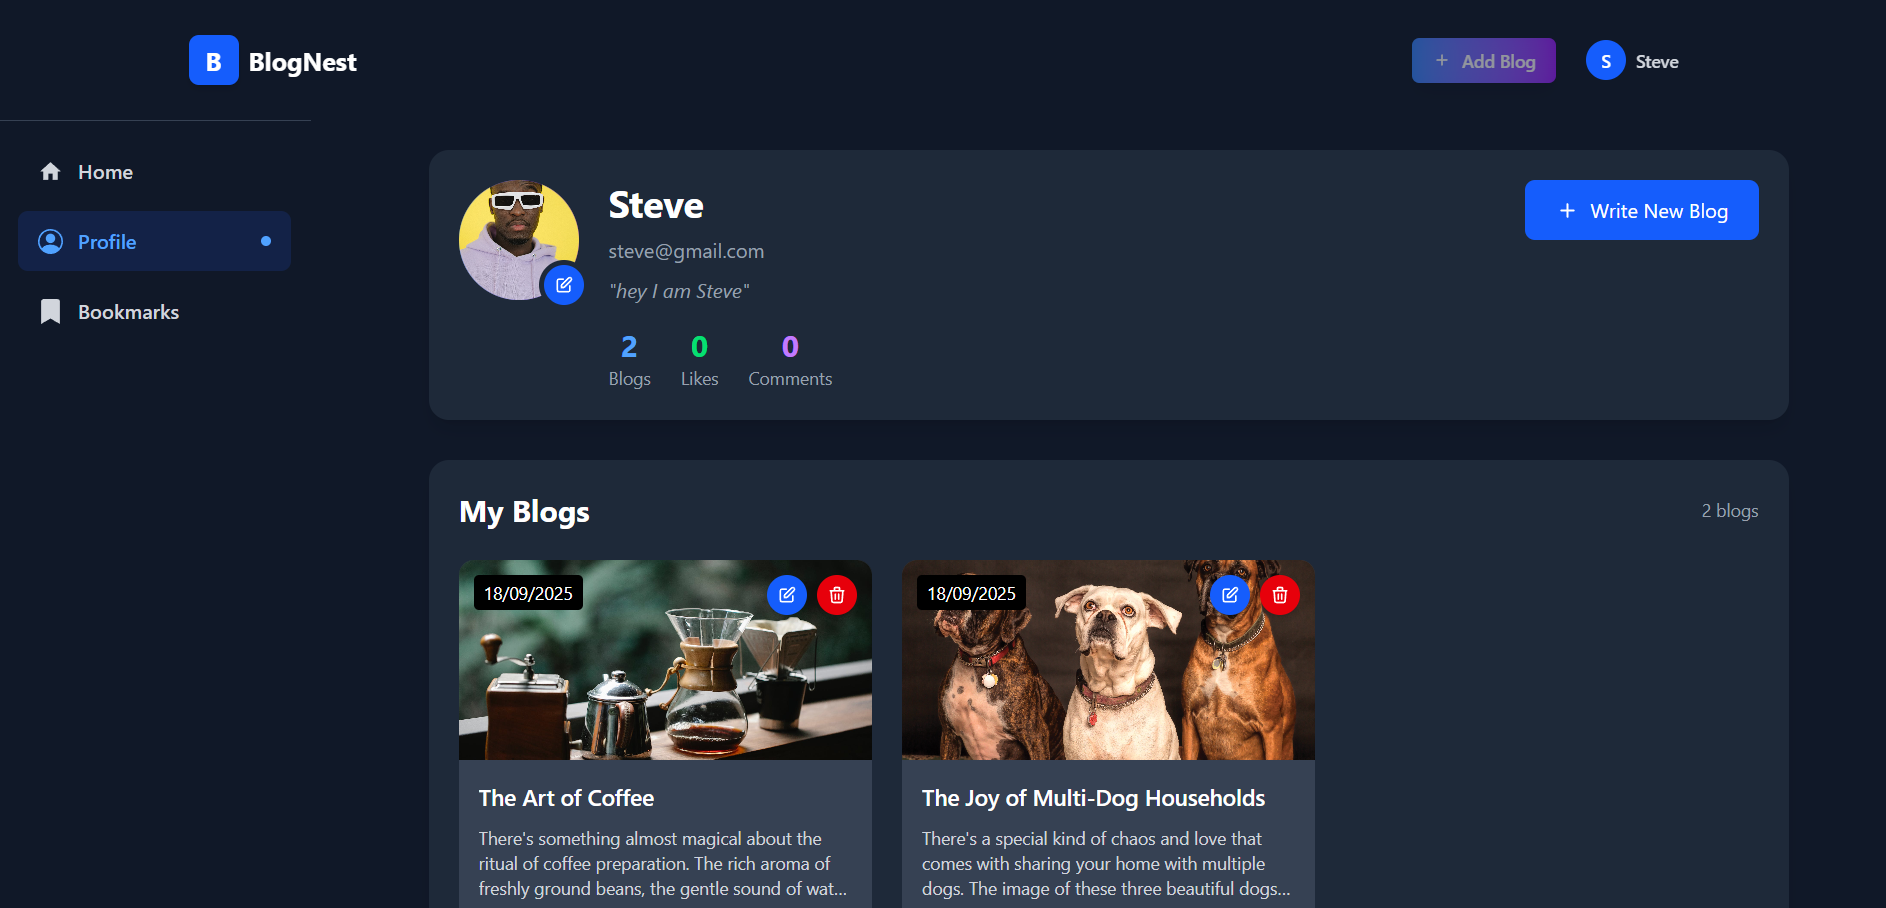 B BlogNest
+ Add Blog
S Steve
Home
Profile
Bookmarks
Steve
steve@gmail.com
"hey I am Steve"
2 0 0
Blogs Likes Comments
+ Write New Blog
My Blogs
2 blogs
18/09/2025
The Art of Coffee
There's something almost magical about the
ritual of coffee preparation. The rich aroma of
freshly ground beans, the gentle sound of wat...
18/09/2025
The Joy of Multi-Dog Households
There's a special kind of chaos and love that
comes with sharing your home with multiple
dogs. The image of these three beautiful dogs...